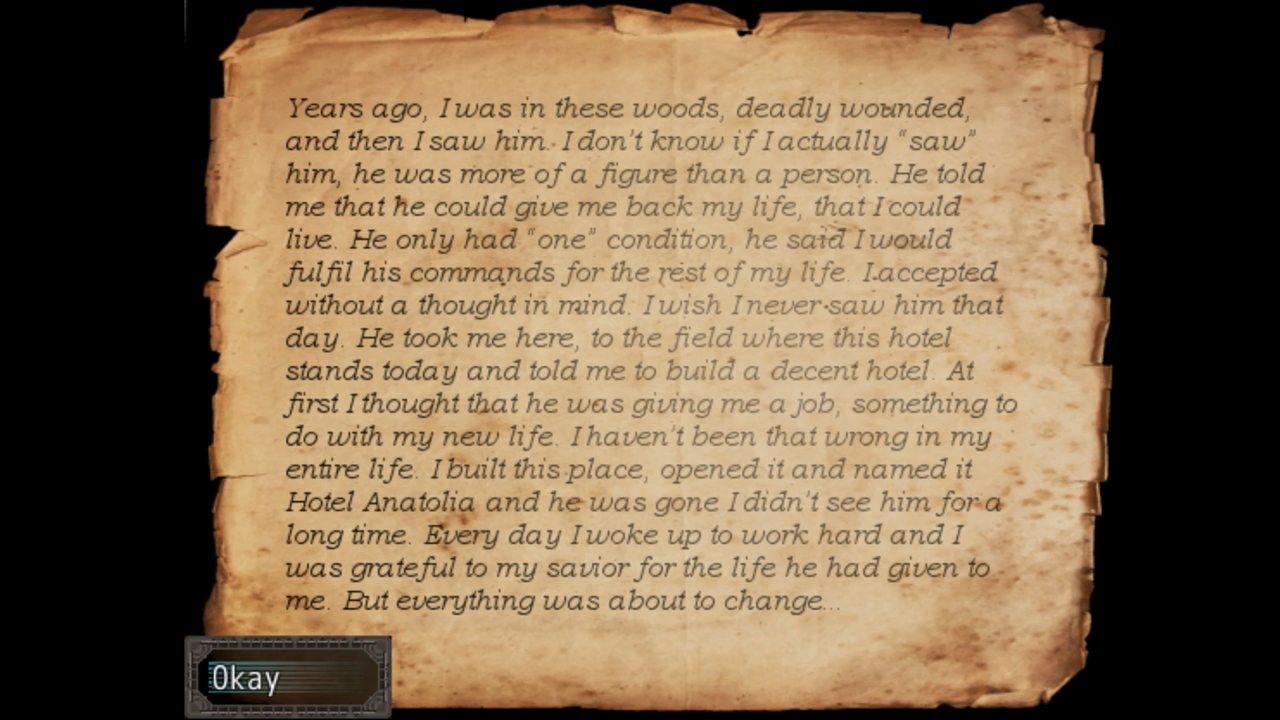 Years ago, I was in these woods, deadly wounded,
and then I saw him. I don't know if I actually “saw”
him, he was more of a figure than a person. He told
me that he could give me back my life, that I could
live. He only had “one” condition, he said I would
fulfil his commands for the rest of my life. I accepted
without a thought in mind. I wish I never saw him that
day. He took me here, to the field where this hotel
stands today and told me to build a decent hotel. At
first I thought that he was giving me a job, something to
do with my new life. I haven't been that wrong in my
entire life. I built this place, opened it and named it
Hotel Anatolia and he was gone I didn't see him for a
long time. Every day I woke up to work hard and I
was grateful to my savior for the life he had given to
me. But everything was about to change...
Okay